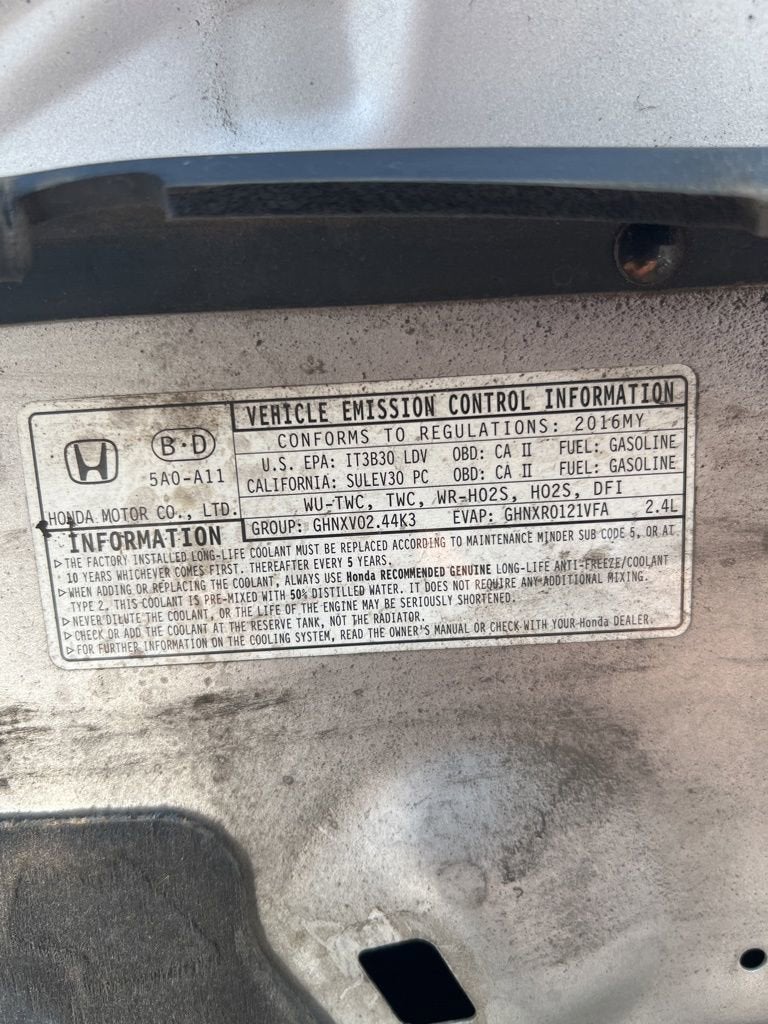 VEHICLE EMISSION CONTROL INFORMATION
CONFORMS TO REGULATIONS: 2016MY
U.S. EPA: IT3B30 LDV OBD: CA II FUEL: GASOLINE
CALIFORNIA: SULEV30 PC OBD: CA II FUEL: GASOLINE
WU-TWC, TWC, WR-HO2S, HO2S, DFI
GROUP: GHNXV02.44K3 EVAP: GHNXR0121VFA 2.4L
B·D
5A0-A11
HONDA MOTOR CO., LTD.
INFORMATION
▷THE FACTORY INSTALLED LONG-LIFE COOLANT MUST BE REPLACED ACCORDING TO MAINTENANCE MINDER SUB CODE 5, OR AT
10 YEARS WHICHEVER COMES FIRST. THEREAFTER EVERY 5 YEARS.
▷WHEN ADDING OR REPLACING THE COOLANT, ALWAYS USE Honda RECOMMENDED GENUINE LONG-LIFE ANTI-FREEZE/COOLANT
TYPE 2. THIS COOLANT IS PRE-MIXED WITH 50% DISTILLED WATER. IT DOES NOT REQUIRE ANY ADDITIONAL MIXING.
▷NEVER DILUTE THE COOLANT, OR THE LIFE OF THE ENGINE MAY BE SERIOUSLY SHORTENED.
▷CHECK OR ADD THE COOLANT AT THE RESERVE TANK, NOT THE RADIATOR.
▷FOR FURTHER INFORMATION ON THE COOLING SYSTEM, READ THE OWNER'S MANUAL OR CHECK WITH YOUR Honda DEALER.